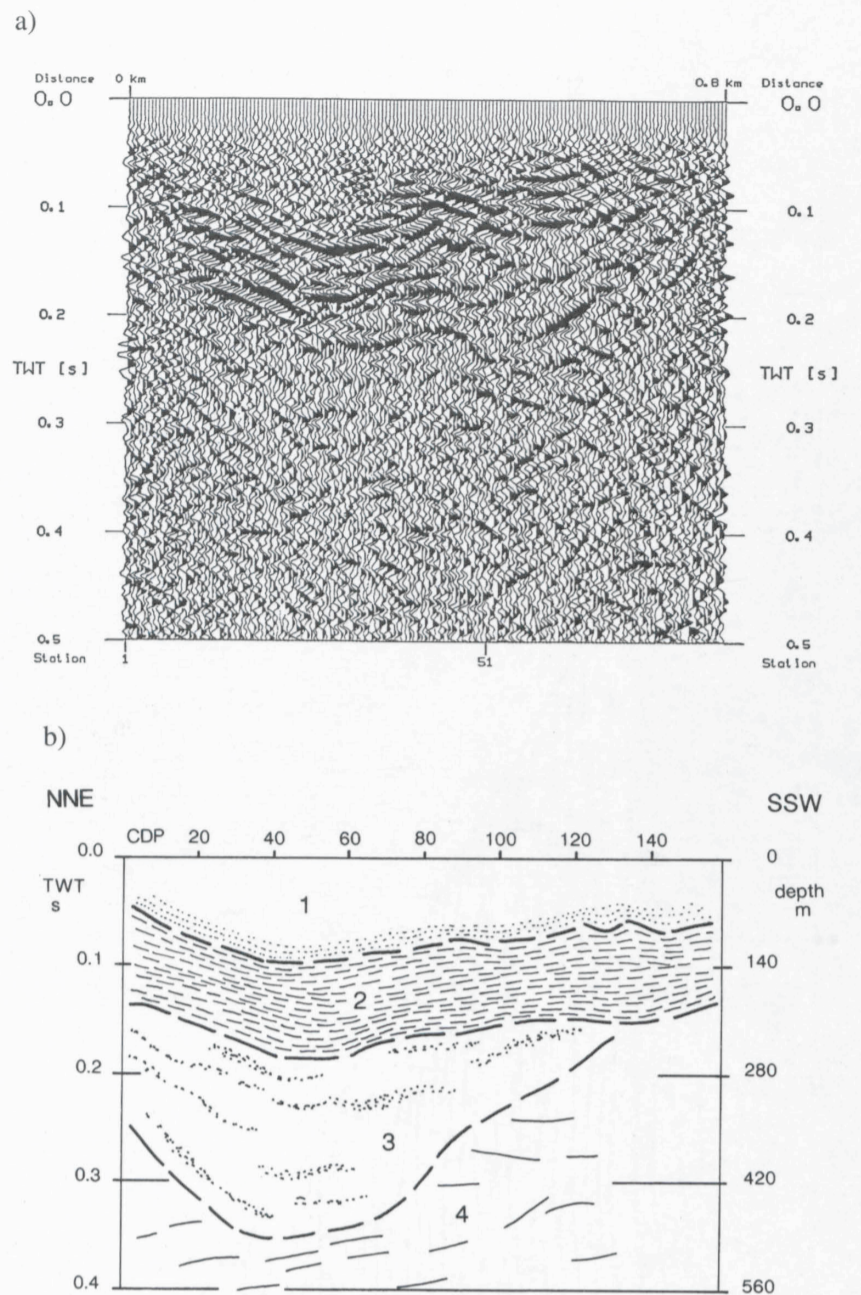 a)
Distance 0 km 0.8 km Distance
0.0 0.0
0.1 0.1
0.2 0.2
TWT [s] TWT [s]
0.3 0.3
0.4 0.4
0.5 0.5
Station 1 51 Station
b)
NNE SSW
CDP 20 40 60 80 100 120 140
0.0 0
TWT depth
s m
1
0.1 140
2
0.2 280
3
0.3 420
4
0.4 560